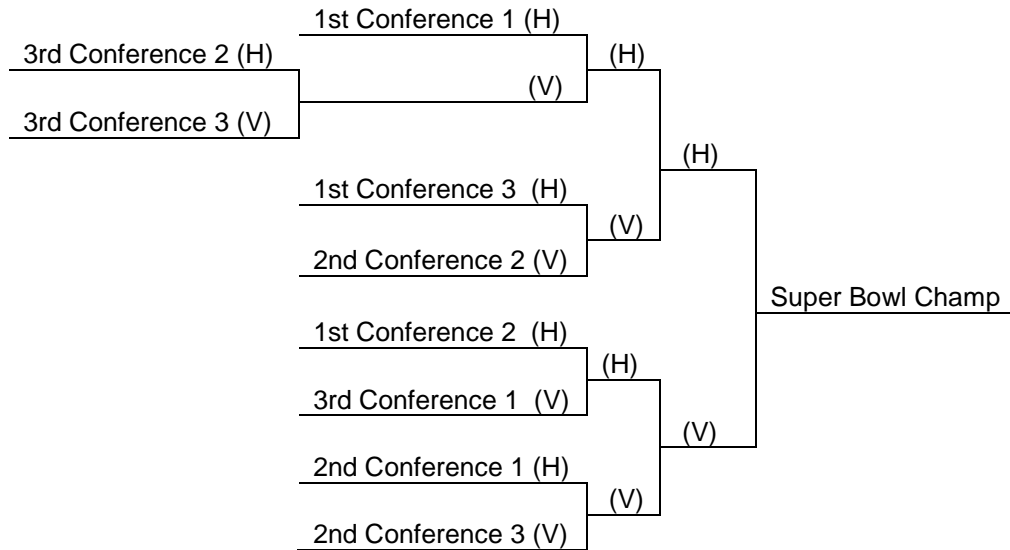 1st Conference 1 (H)
3rd Conference 2 (H)
(H)
(V)
3rd Conference 3 (V)
(H)
1st Conference 3 (H)
(V)
2nd Conference 2 (V)
Super Bowl Champ
1st Conference 2 (H)
(H)
3rd Conference 1 (V)
(V)
2nd Conference 1 (H)
(V)
2nd Conference 3 (V)